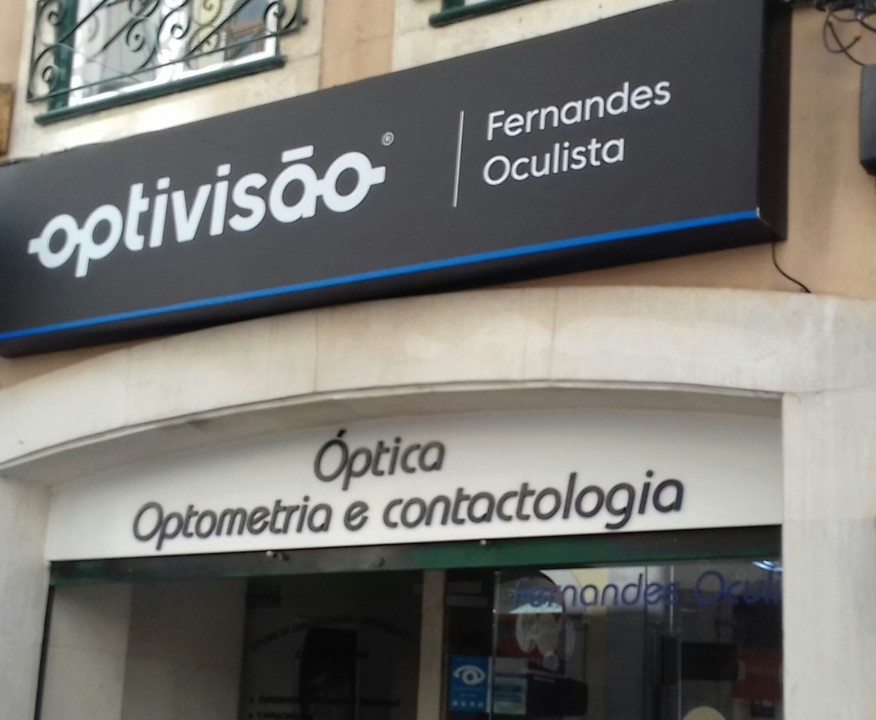 optivisão®
Fernandes
Oculista
Óptica
Optometria e contactologia
Fernandes Oculi